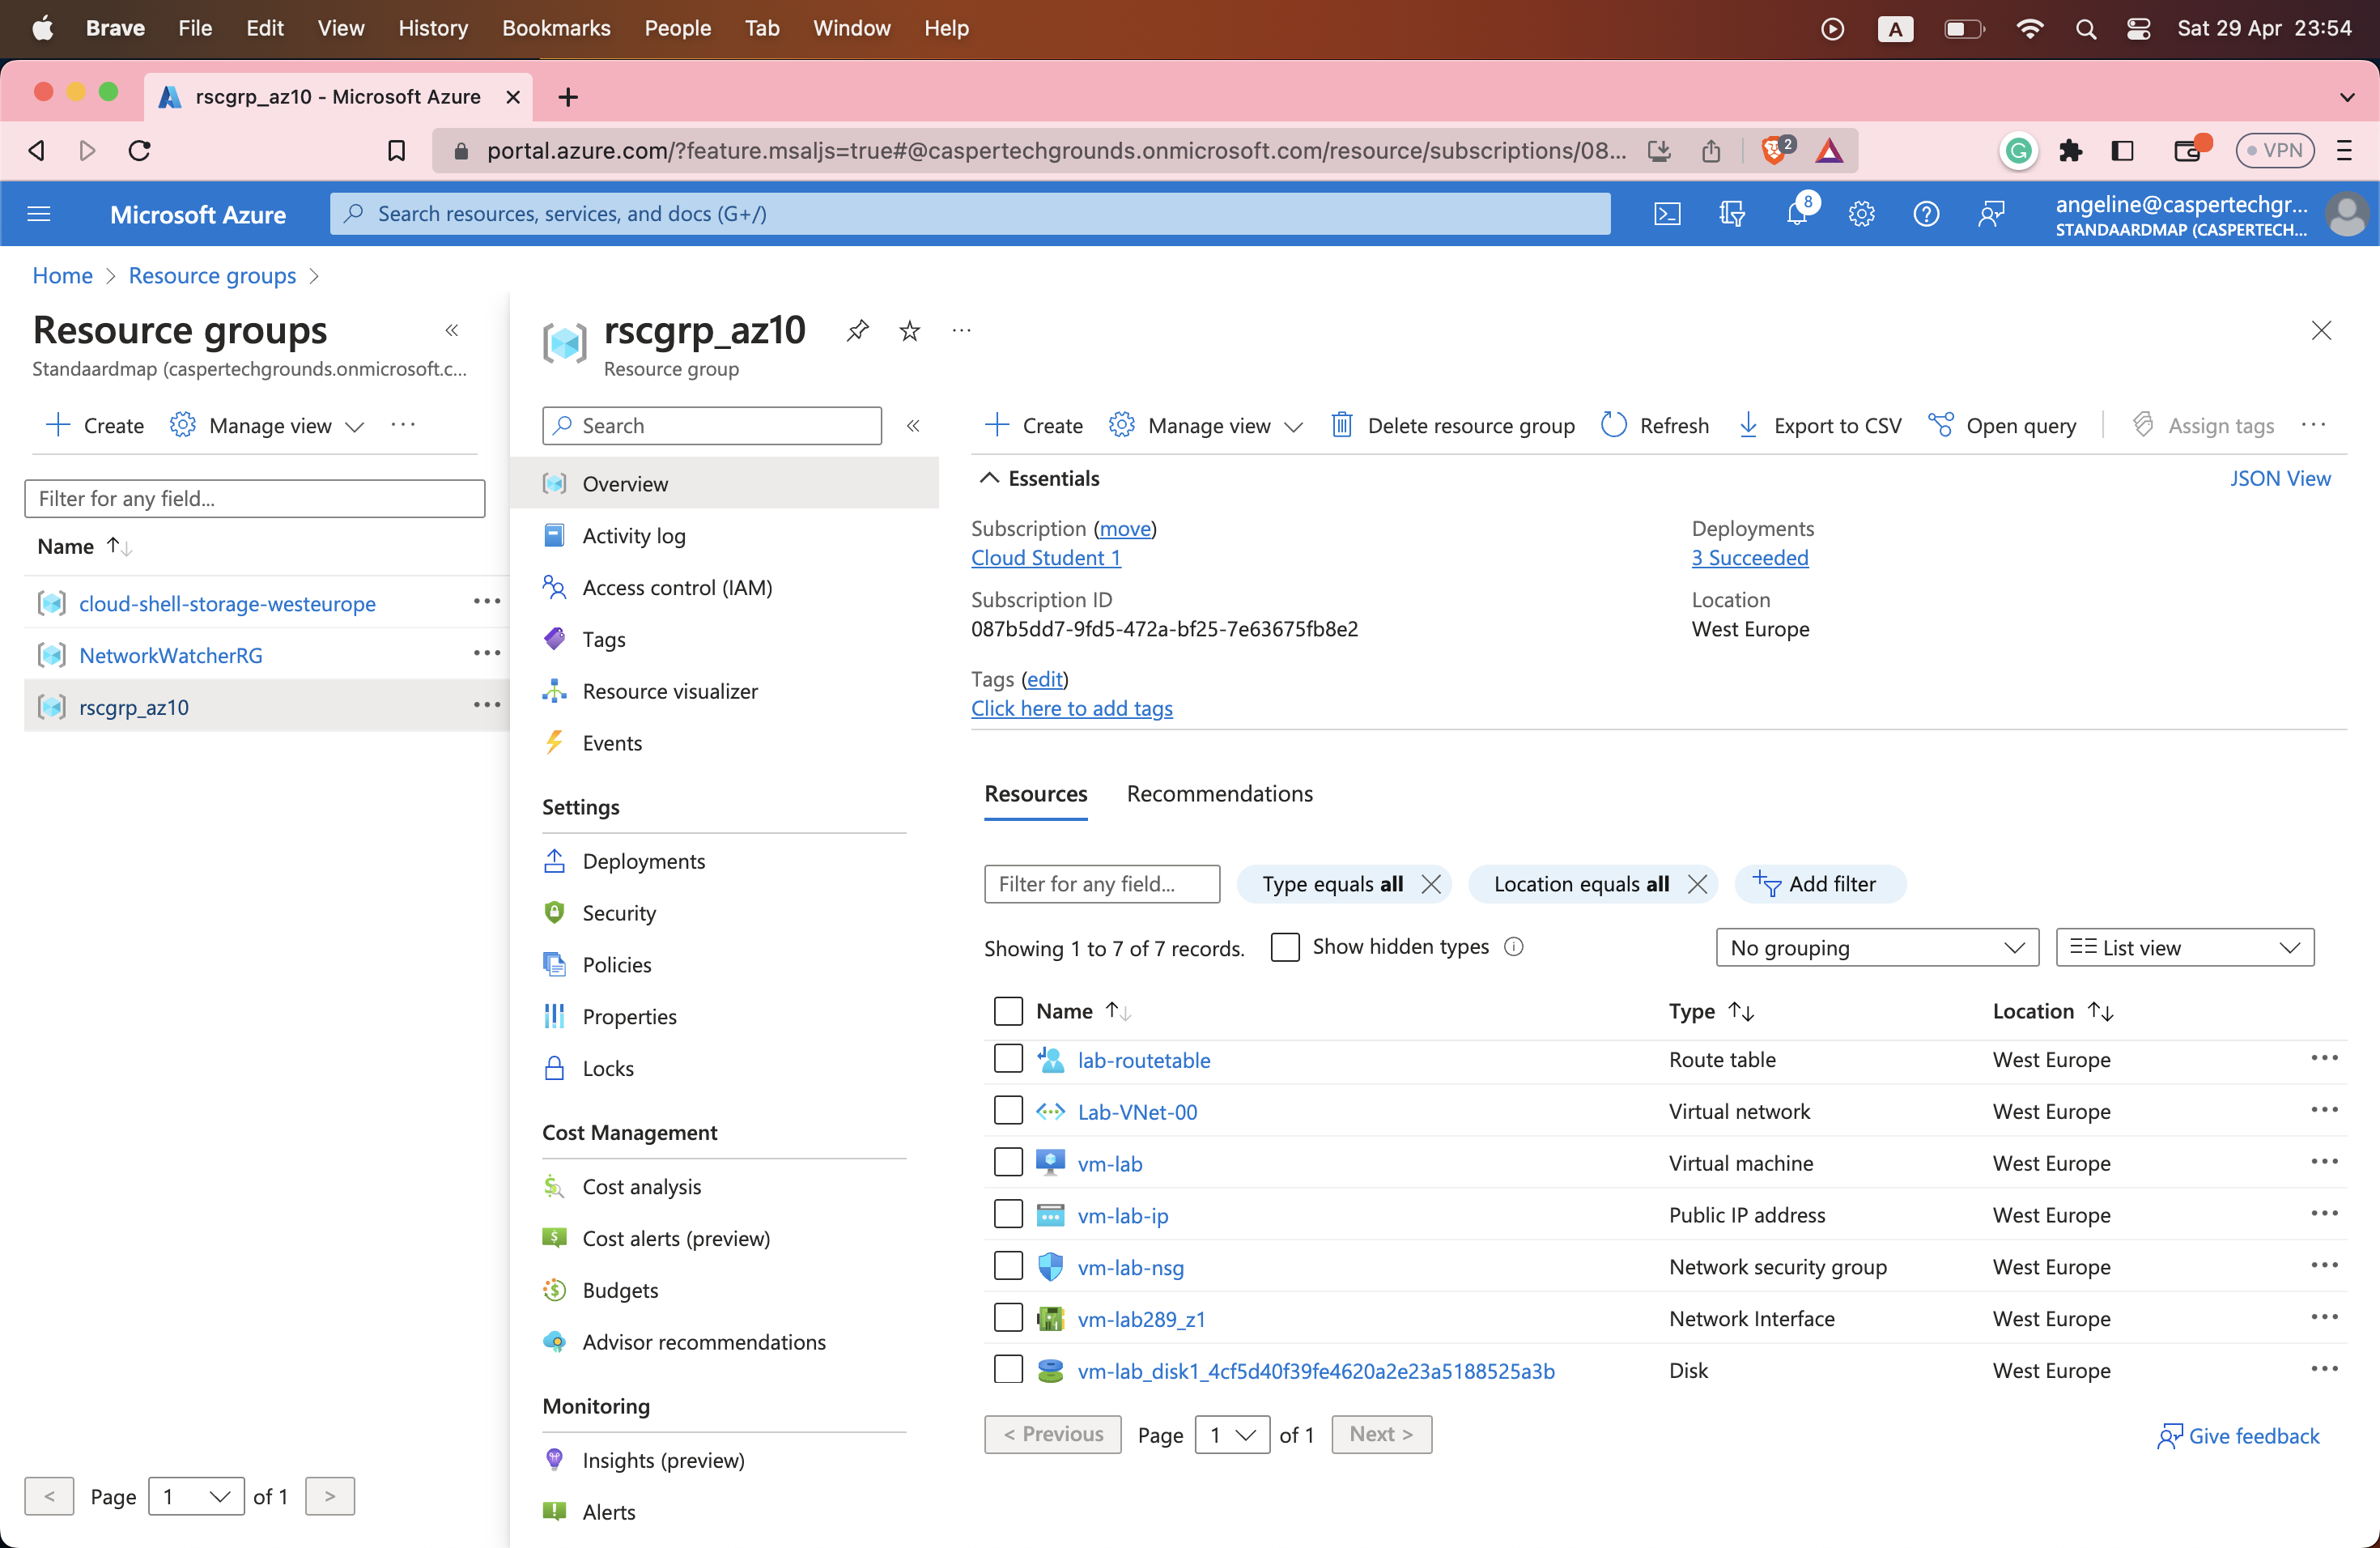 Brave File Edit View History Bookmarks People Tab Window Help A Sat 29 Apr 23:54
rscgrp_az10 - Microsoft Azure
portal.azure.com/?feature.msaljs=true#@caspertechgrounds.onmicrosoft.com/resource/subscriptions/08... 2 G VPN
Microsoft Azure Search resources, services, and docs (G+/) 8 angeline@caspertechgr...
STANDAARDMAP (CASPERTECH...
Home > Resource groups >
Resource groups «
Standaardmap (caspertechgrounds.onmicrosoft.c...
+ Create Manage view ...
Filter for any field...
Name ↑↓
cloud-shell-storage-westeurope ...
NetworkWatcherRG ...
rscgrp_az10 ...
< Page 1 of 1 >
rscgrp_az10 ...
Resource group
Search «
Overview
Activity log
Access control (IAM)
Tags
Resource visualizer
Events
Settings
Deployments
Security
Policies
Properties
Locks
Cost Management
Cost analysis
Cost alerts (preview)
Budgets
Advisor recommendations
Monitoring
Insights (preview)
Alerts
+ Create Manage view Delete resource group Refresh Export to CSV Open query Assign tags ...
Essentials JSON View
Subscription (move) Deployments
Cloud Student 1 3 Succeeded
Subscription ID Location
087b5dd7-9fd5-472a-bf25-7e63675fb8e2 West Europe
Tags (edit)
Click here to add tags
Resources Recommendations
Filter for any field... Type equals all Location equals all Add filter
Showing 1 to 7 of 7 records. Show hidden types No grouping List view
Name ↑↓ Type ↑↓ Location ↑↓
lab-routetable Route table West Europe ...
Lab-VNet-00 Virtual network West Europe ...
vm-lab Virtual machine West Europe ...
vm-lab-ip Public IP address West Europe ...
vm-lab-nsg Network security group West Europe ...
vm-lab289_z1 Network Interface West Europe ...
vm-lab_disk1_4cf5d40f39fe4620a2e23a5188525a3b Disk West Europe ...
< Previous Page 1 of 1 Next > Give feedback